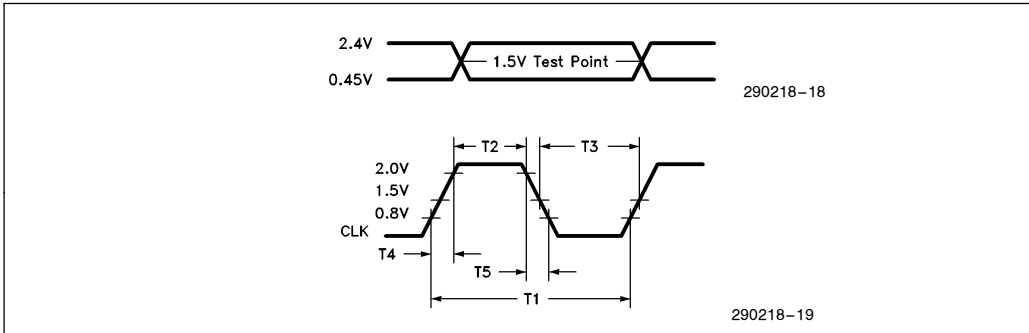 2.4V
1.5V Test Point
0.45V
290218–18
T2
T3
2.0V
1.5V
0.8V
CLK
T4
T5
T1
290218–19